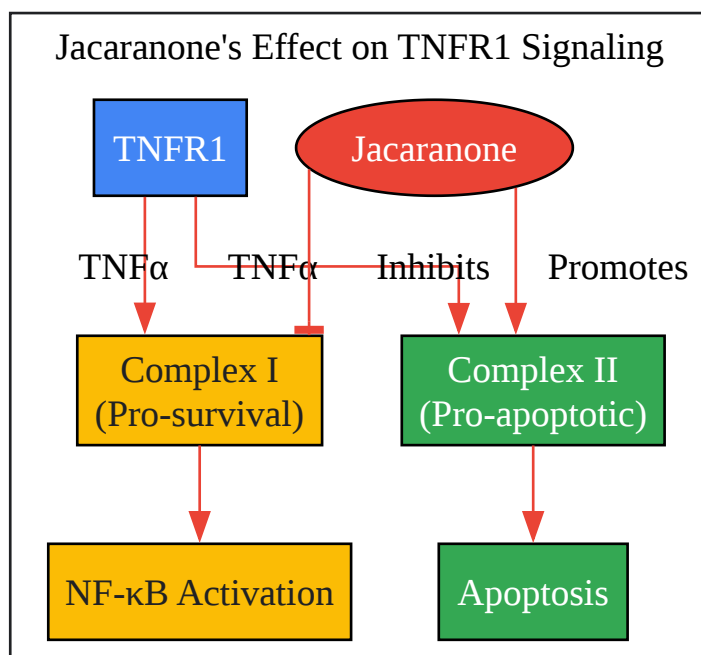 Jacaranone's Effect on TNFR1 Signaling
TNFR1
Jacaranone
TNFα
TNFα
Inhibits
Promotes
Complex I
(Pro-survival)
Complex II
(Pro-apoptotic)
NF-κB Activation
Apoptosis